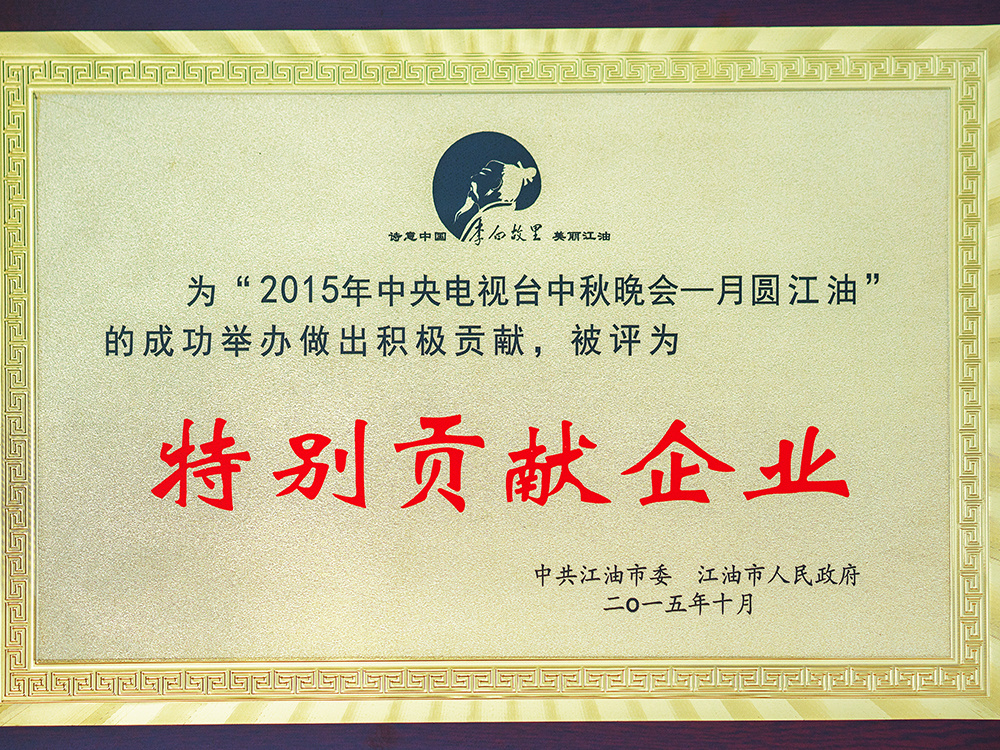 诗意中国 李白故里 美丽江油
为“2015年中央电视台中秋晚会—月圆江油”
的成功举办做出积极贡献，被评为
特别贡献企业
中共江油市委 江油市人民政府
二〇一五年十月